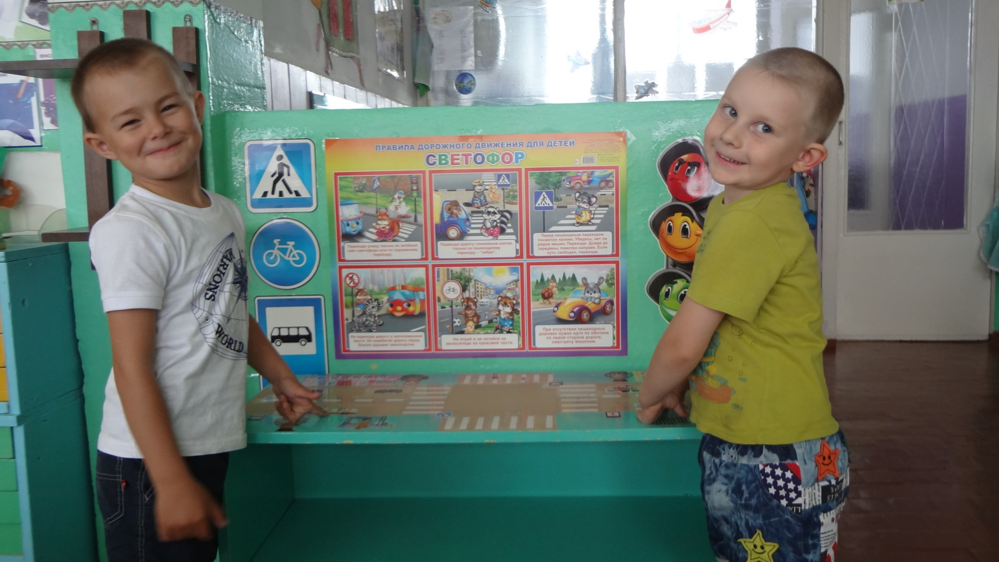 ПРАВИЛА ДОРОЖНОГО ДВИЖЕНИЯ ДЛЯ ДЕТЕЙ
СВЕТОФОР
Переходи улицу только на зелёный
свет светофора или по подземному
переходу.
Переходи дорогу спокойным шагом,
только по пешеходному
переходу - "зебре".
Перед пешеходным переходом
посмотри налево. Убедись, нет ли
рядом машин. Переходи. Дойдя до
середины, посмотри направо. Если
путь свободен, переходи.
Не переходи дорогу в неположенном
месте. Не перебегай дорогу перед
близко идущим транспортом.
Не играй и не катайся на
велосипеде на проезжей части.
При отсутствии пешеходных
дорожек нужно идти по обочине
по левой стороне дороги,
навстречу машинам.
MARIONS
WORLD